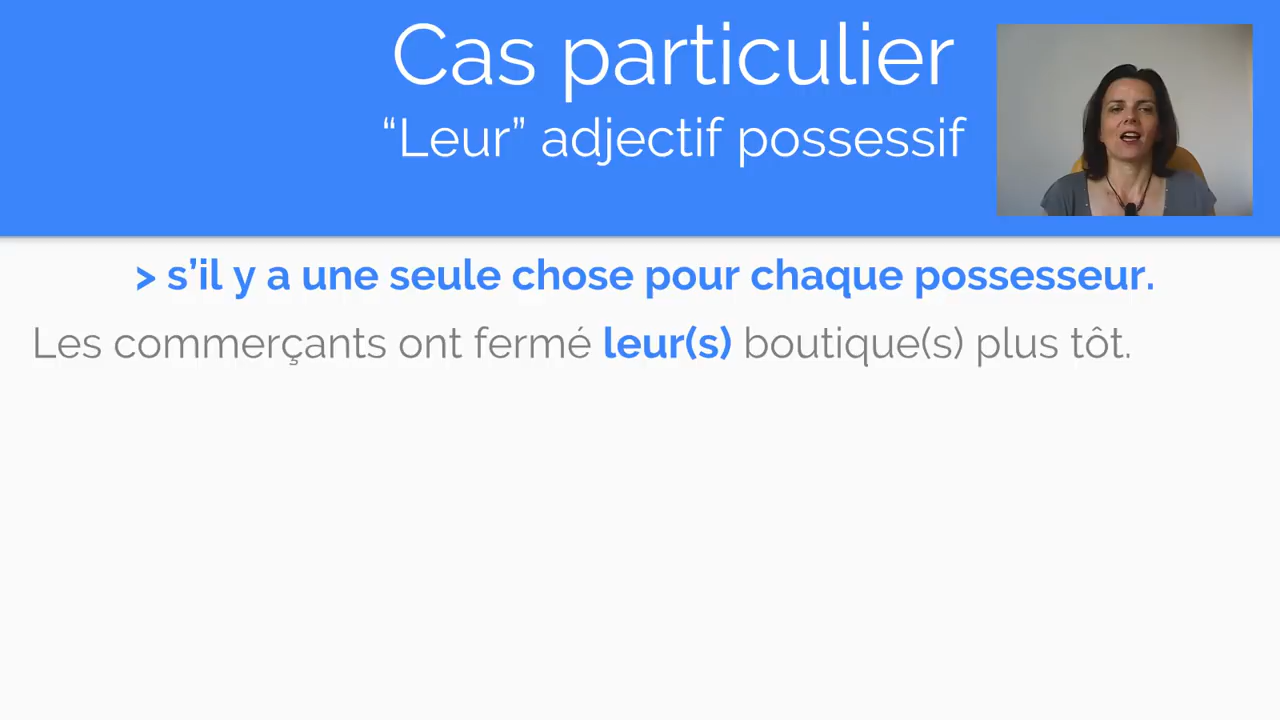 Cas particulier
“Leur” adjectif possessif
> s’il y a une seule chose pour chaque possesseur.
Les commerçants ont fermé leur(s) boutique(s) plus tôt.